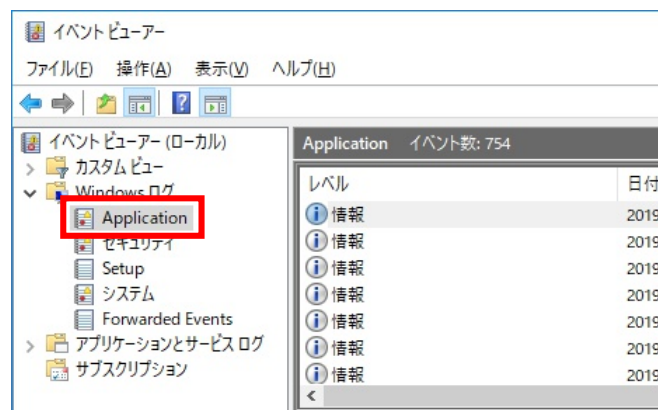 イベント ビューアー
ファイル(F) 操作(A) 表示(V) ヘルプ(H)
イベント ビューアー (ローカル)
カスタム ビュー
Windows ログ
Application
セキュリティ
Setup
システム
Forwarded Events
アプリケーションとサービス ログ
サブスクリプション
Application イベント数: 754
レベル 日付
情報 2019
情報 2019
情報 2019
情報 2019
情報 2019
情報 2019
情報 2019